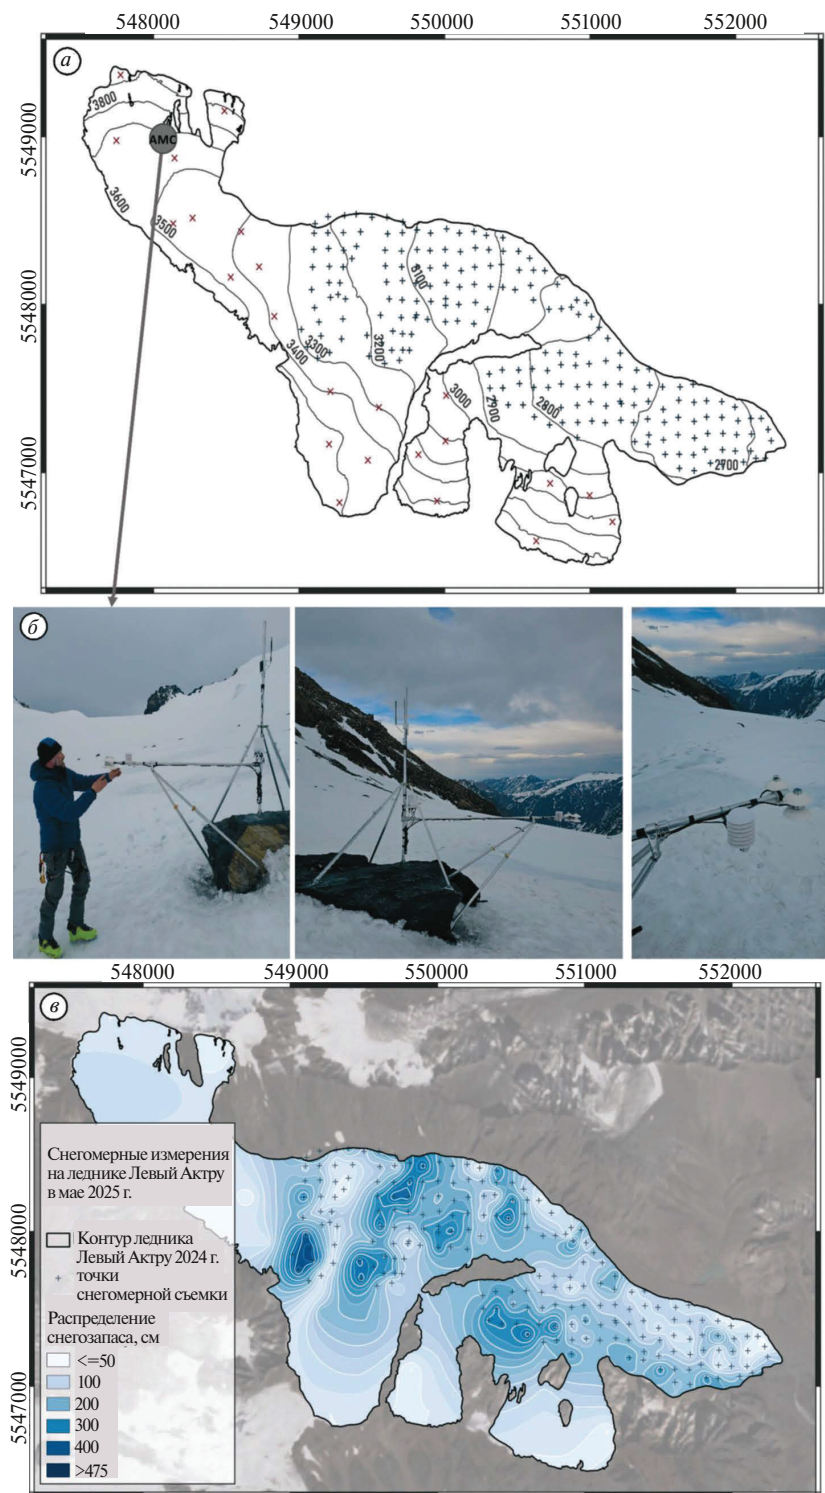 548000 549000 550000 551000 552000
а
3800
АМС
3600
3500
3100
3400
3300
3200
3000
2900
2800
2700
5549000
5548000
5547000
б
548000 549000 550000 551000 552000
в
5549000
5548000
5547000
Снегомерные измерения
на леднике Левый Актру
в мае 2025 г.
Контур ледника
Левый Актру 2024 г.
точки
снегомерной съемки
Распределение
снегозапаса, см
<=50
100
200
300
400
>475